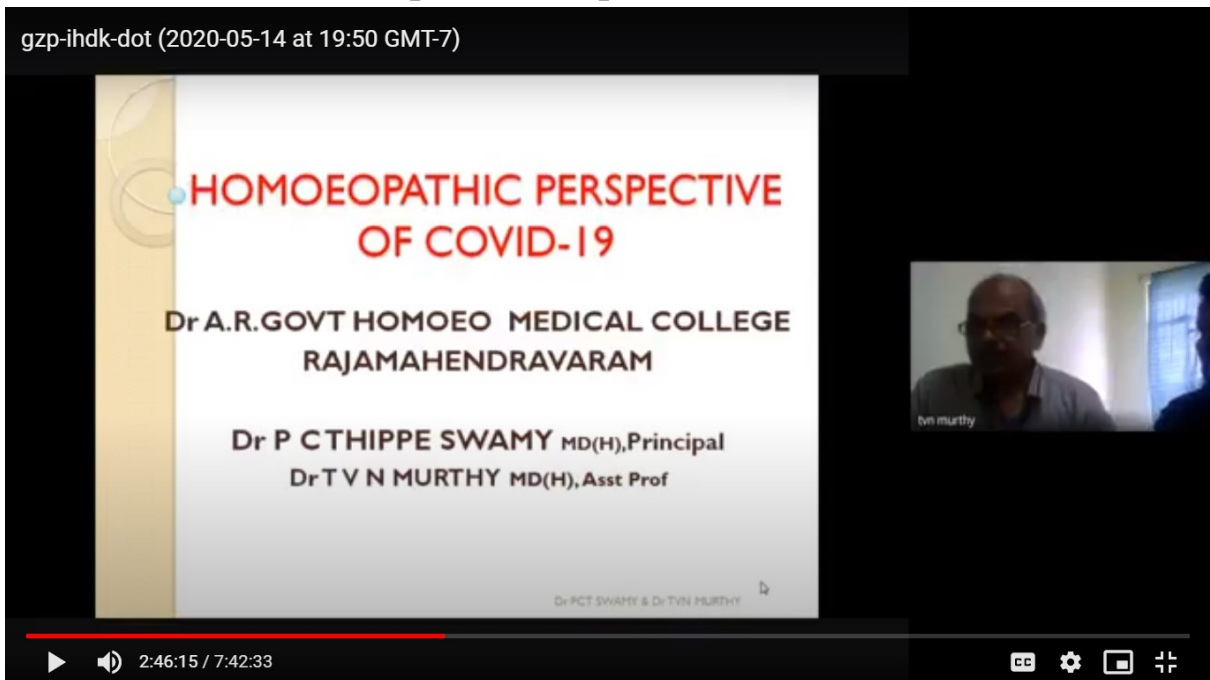 gzp-ihdk-dot (2020-05-14 at 19:50 GMT-7)
HOMOEOPATHIC PERSPECTIVE
OF COVID-19
Dr A.R.GOVT HOMOEO MEDICAL COLLEGE
RAJAMAHENDRAVARAM
Dr P C THIPPE SWAMY MD(H),Principal
Dr T V N MURTHY MD(H), Asst Prof
tvn murthy
Dr PCT SWAMY & Dr TVN MURTHY
2:46:15 / 7:42:33
CC